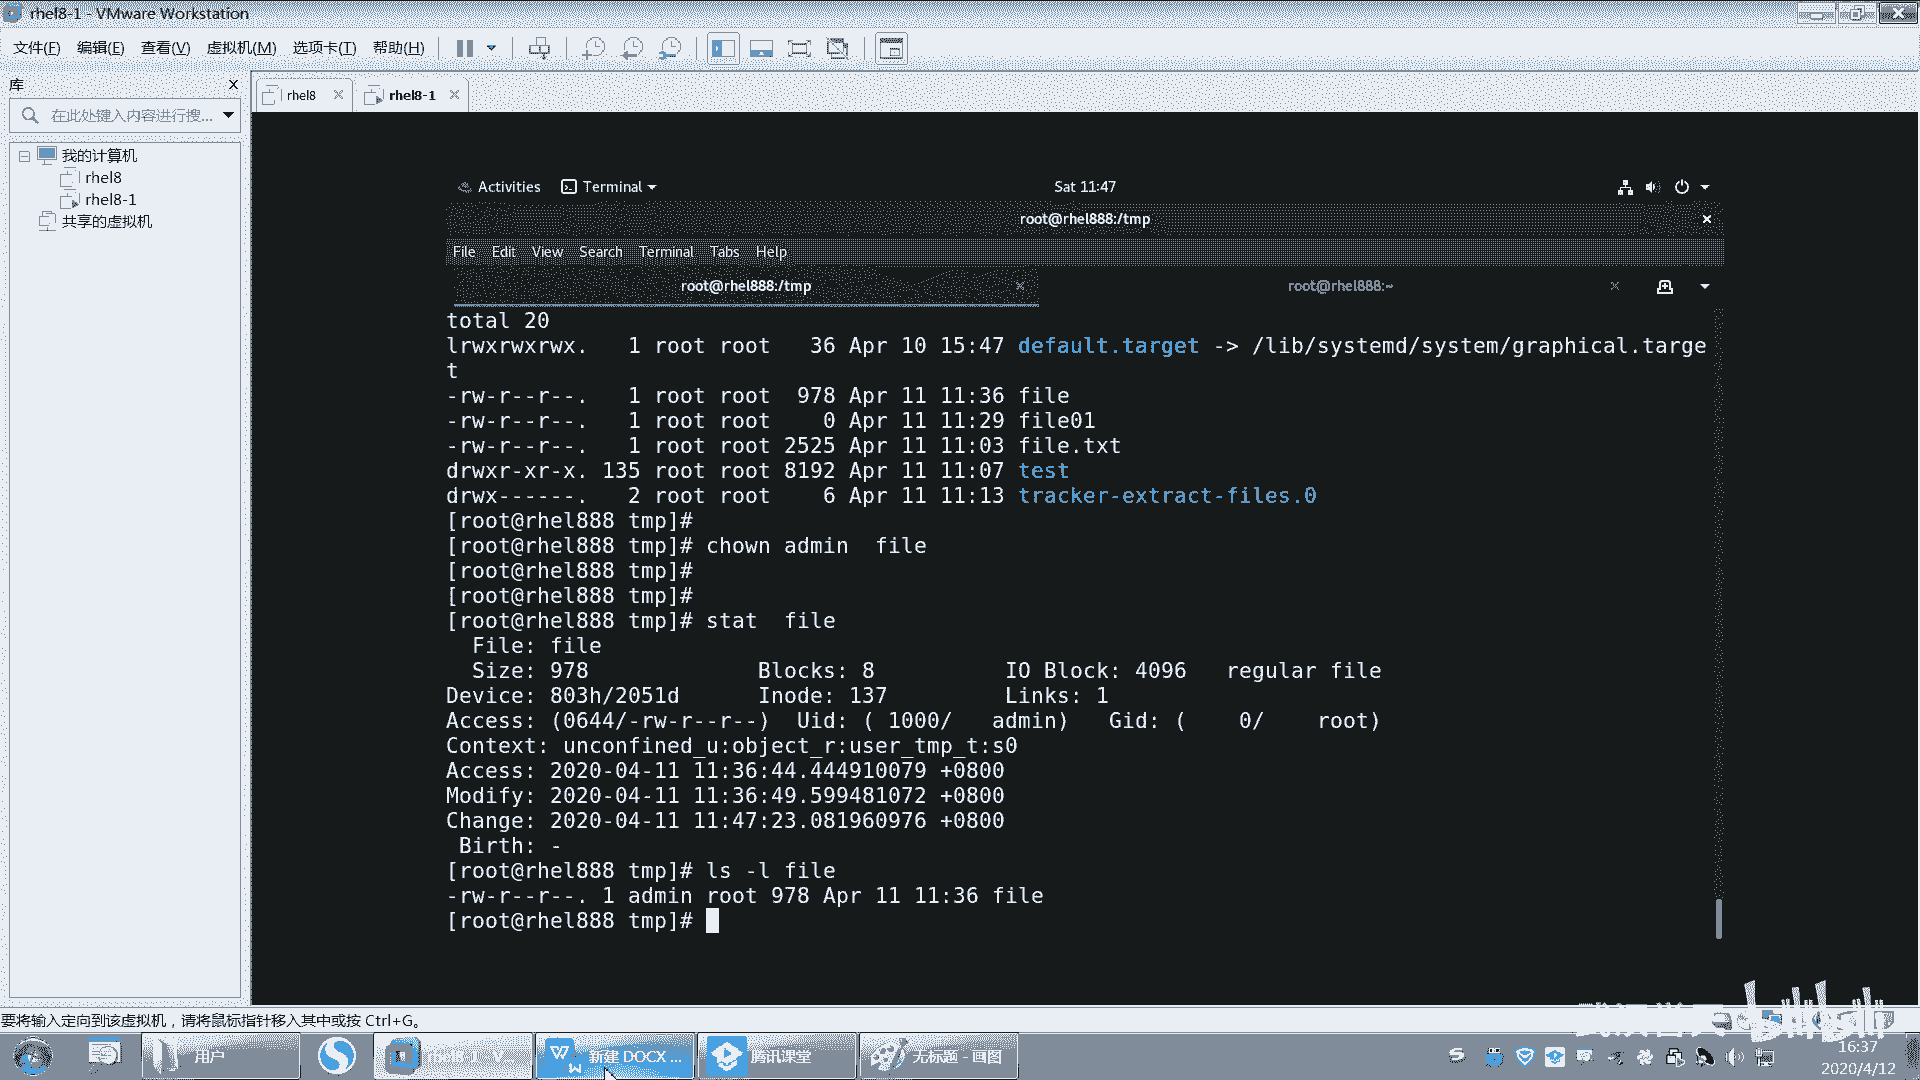 rhel8-1 - VMware Workstation
文件(F) 编辑(E) 查看(V) 虚拟机(M) 选项卡(T) 帮助(H)
库
在此处键入内容进行搜...
我的计算机
rhel8
rhel8-1
共享的虚拟机
rhel8
rhel8-1
Activities Terminal Sat 11:47
root@rhel888:/tmp
File Edit View Search Terminal Tabs Help
root@rhel888:/tmp root@rhel888:~
total 20
lrwxrwxrwx. 1 root root 36 Apr 10 15:47 default.target -> /lib/systemd/system/graphical.targe
t
-rw-r--r--. 1 root root 978 Apr 11 11:36 file
-rw-r--r--. 1 root root 0 Apr 11 11:29 file01
-rw-r--r--. 1 root root 2525 Apr 11 11:03 file.txt
drwxr-xr-x. 135 root root 8192 Apr 11 11:07 test
drwx------. 2 root root 6 Apr 11 11:13 tracker-extract-files.0
[root@rhel888 tmp]#
[root@rhel888 tmp]# chown admin  file
[root@rhel888 tmp]#
[root@rhel888 tmp]#
[root@rhel888 tmp]# stat  file
File: file
Size: 978 Blocks: 8 IO Block: 4096 regular file
Device: 803h/2051d Inode: 137 Links: 1
Access: (0644/-rw-r--r--) Uid: ( 1000/ admin) Gid: ( 0/ root)
Context: unconfined_u:object_r:user_tmp_t:s0
Access: 2020-04-11 11:36:44.444910079 +0800
Modify: 2020-04-11 11:36:49.599481072 +0800
Change: 2020-04-11 11:47:23.081960976 +0800
Birth: -
[root@rhel888 tmp]# ls -l file
-rw-r--r--. 1 admin root 978 Apr 11 11:36 file
[root@rhel888 tmp]#
要将输入定向到该虚拟机，请将鼠标指针移入其中或按 Ctrl+G。
bilibili
用户 rhel8-1 - V... 新建 DOCX ... 腾讯课堂 无标题 - 画图
16:37
2020/4/12